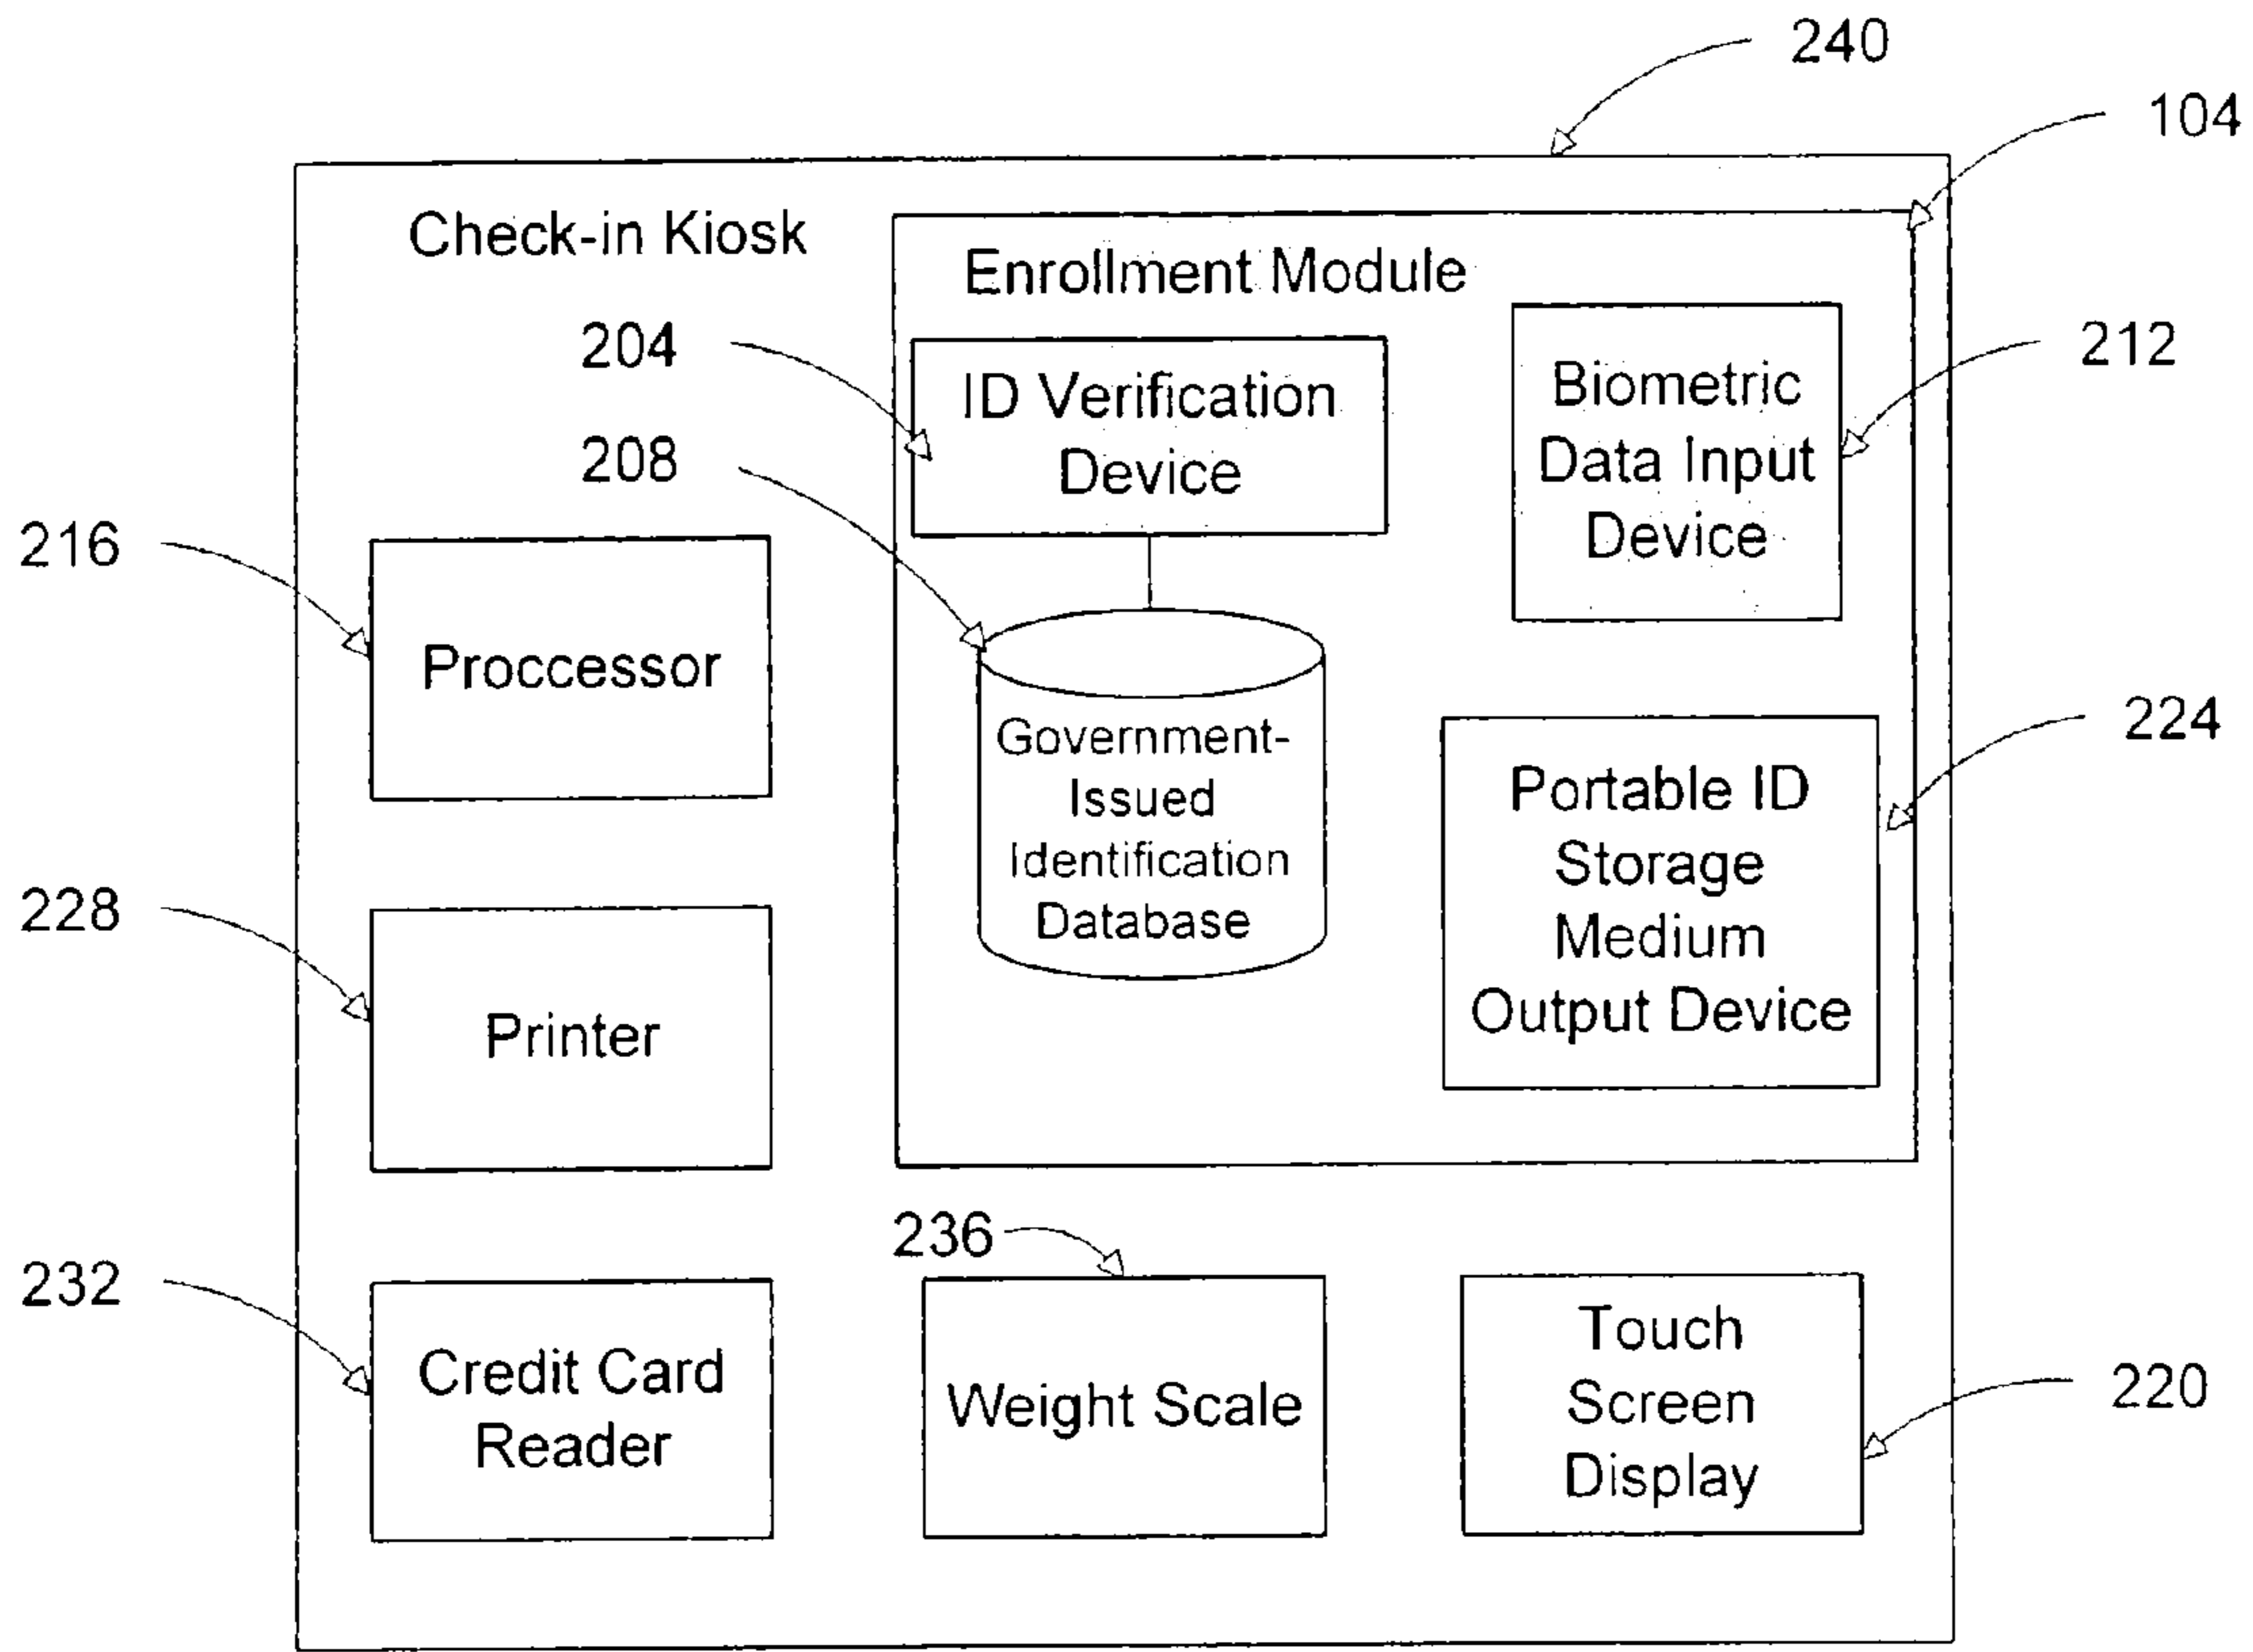 240
104
Check-in Kiosk
Enrollment Module
204
ID Verification
Device
208
Biometric
Data Input
Device
212
216
Proccessor
Government-
Issued
Identification
Database
224
Portable ID
Storage
Medium
Output Device
228
Printer
232
Credit Card
Reader
236
Weight Scale
Touch
Screen
Display
220